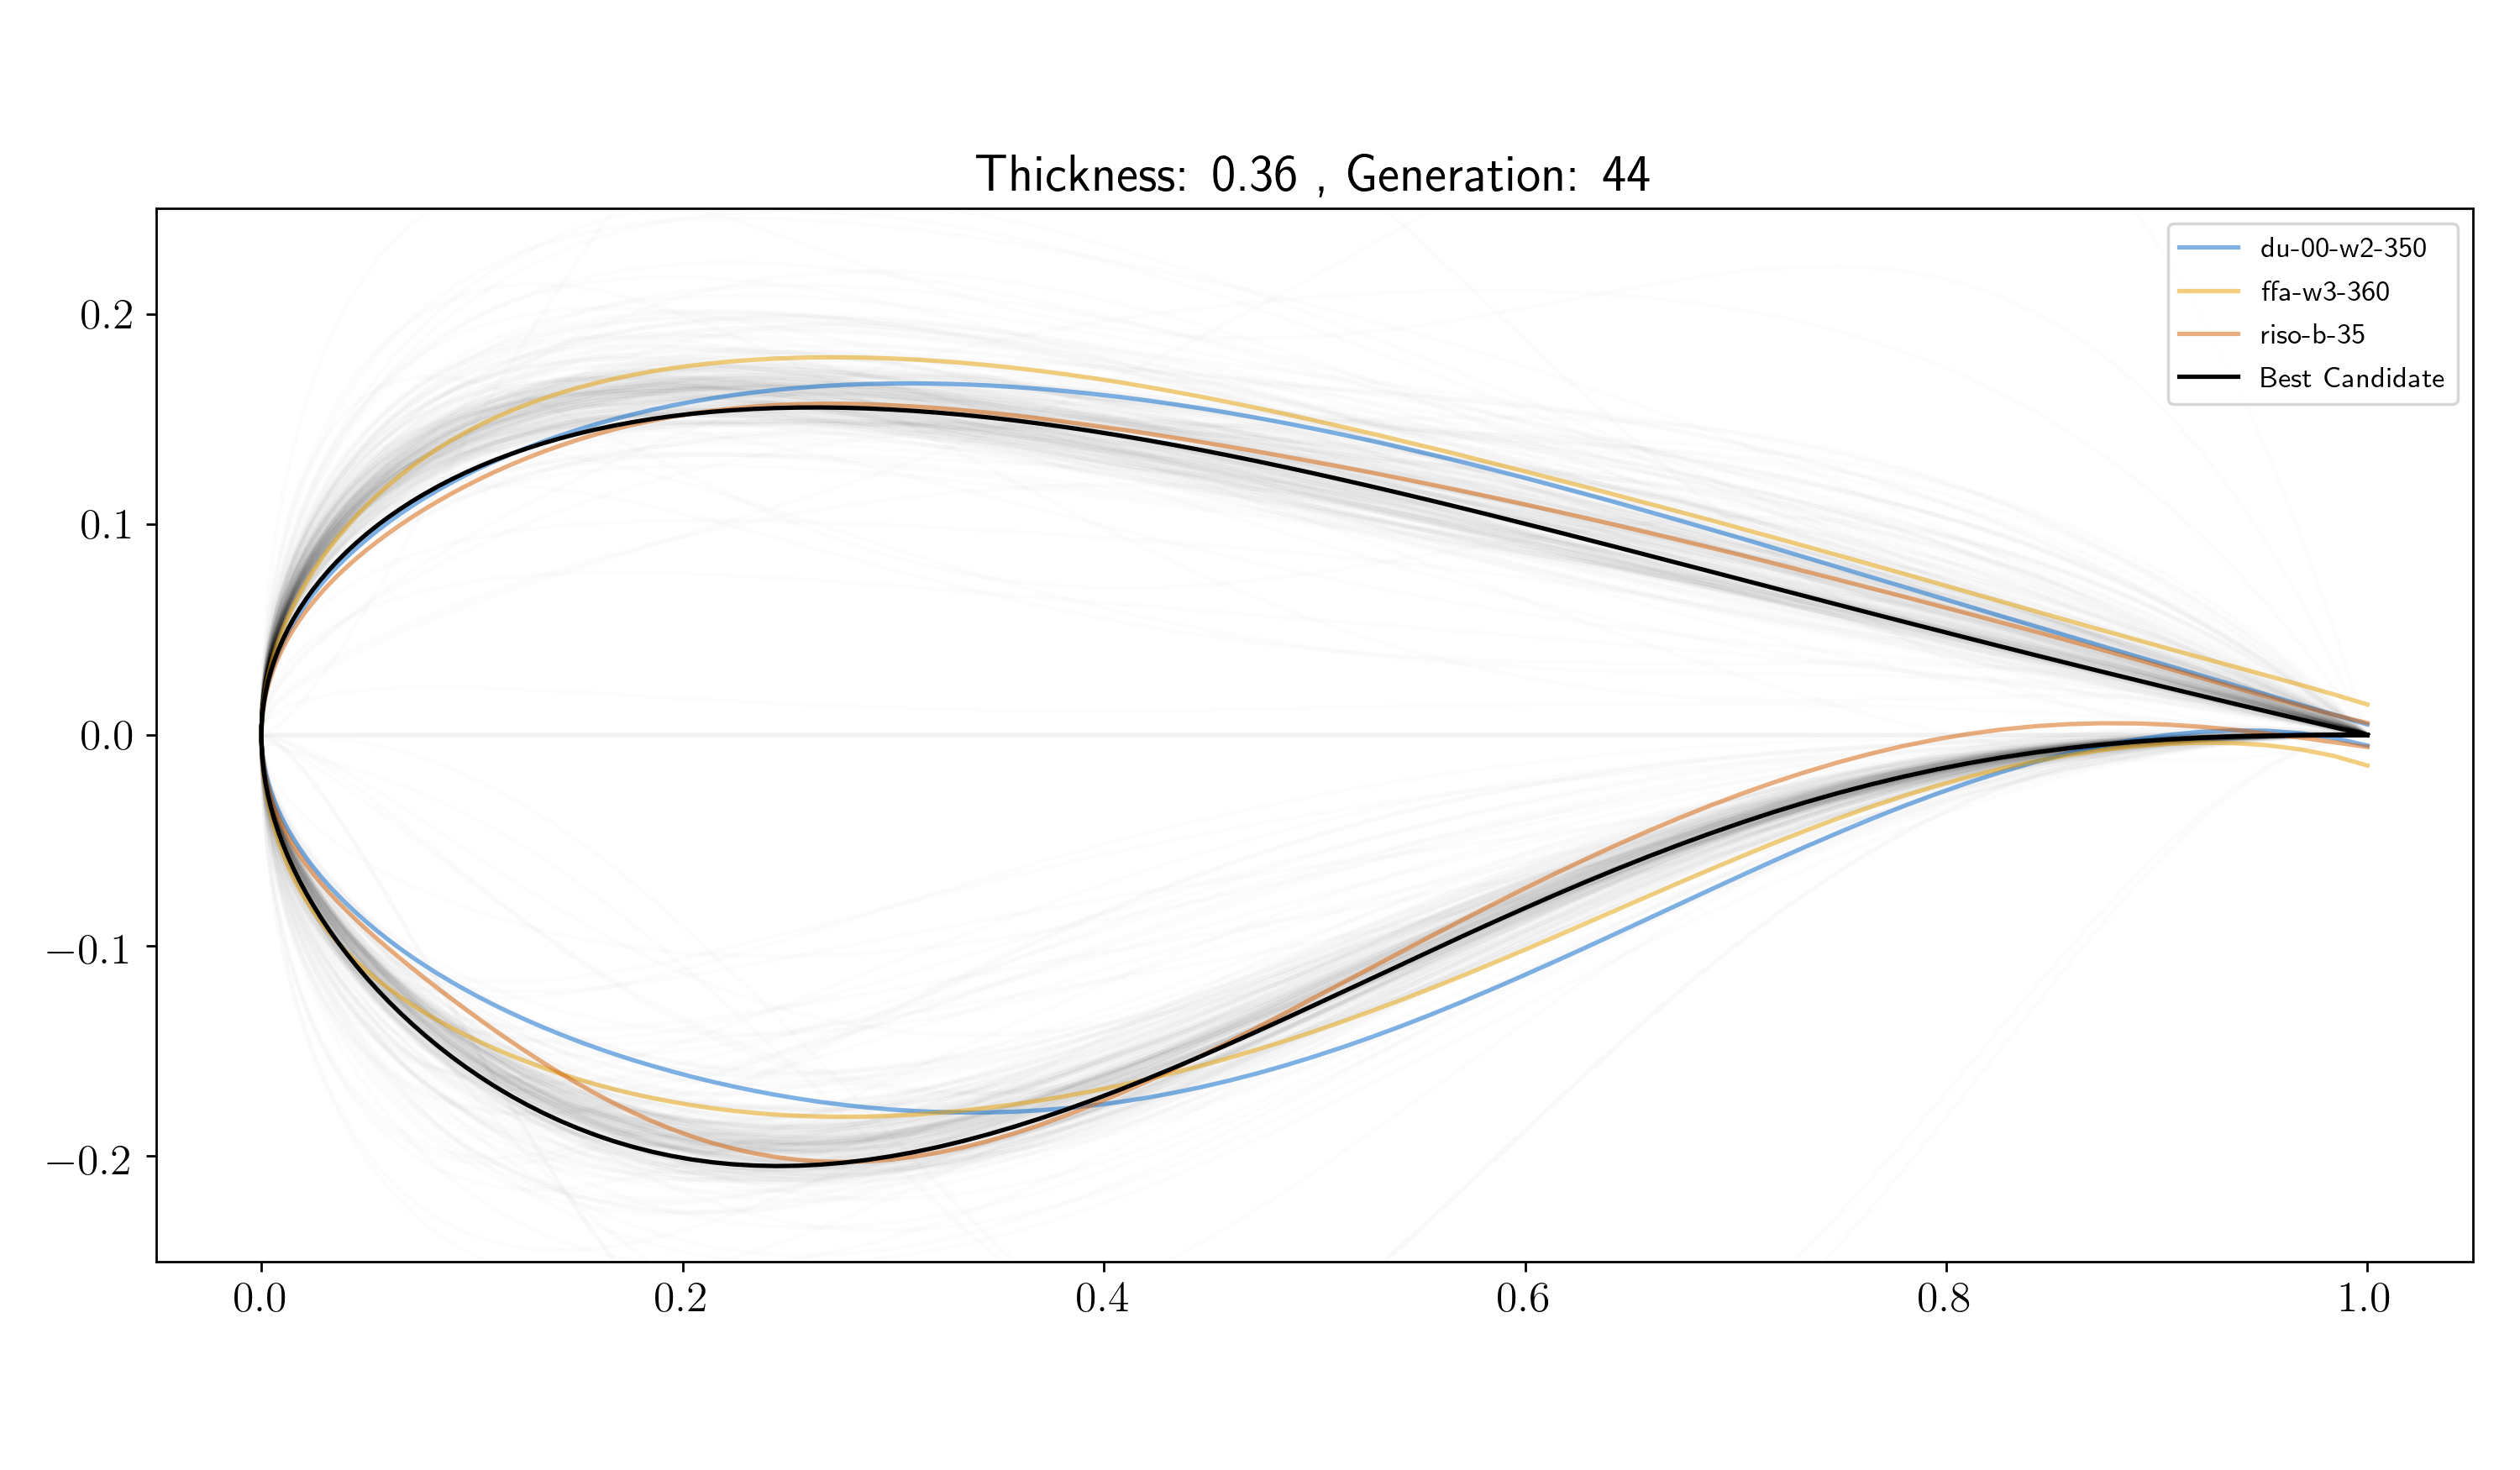 Thickness: 0.36 , Generation: 44
du-00-w2-350
ffa-w3-360
riso-b-35
Best Candidate
0.2
0.1
0.0
−0.1
−0.2
0.0 0.2 0.4 0.6 0.8 1.0